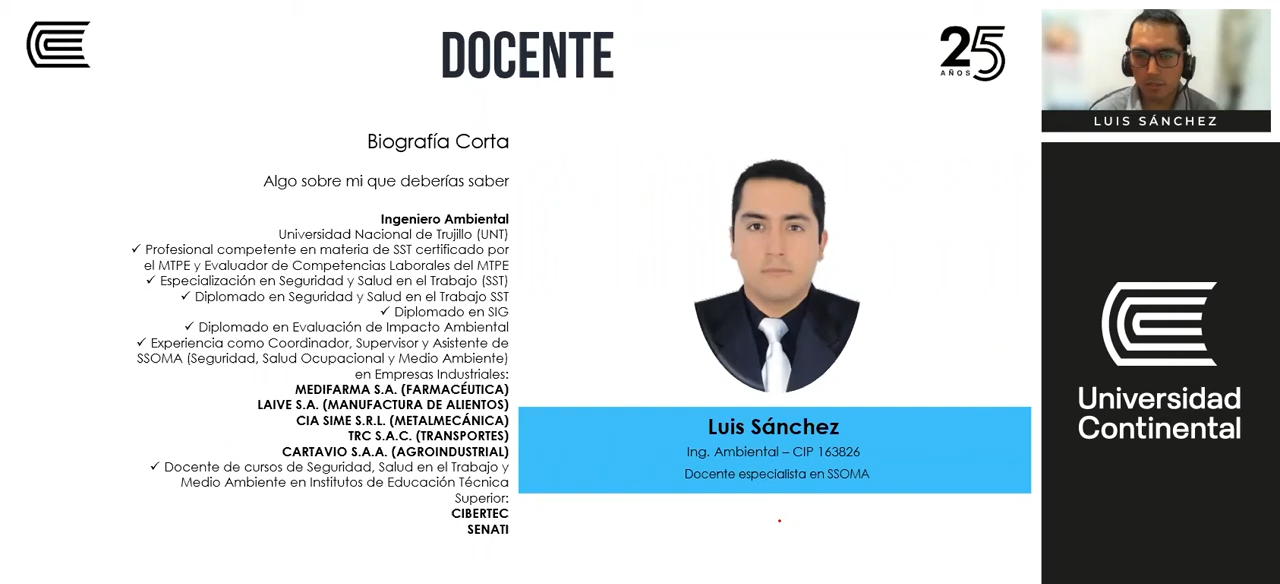 DOCENTE
25
AÑOS
LUIS SÁNCHEZ
Biografía Corta
Algo sobre mi que deberías saber
Ingeniero Ambiental
Universidad Nacional de Trujillo (UNT)
✓ Profesional competente en materia de SST certificado por
el MTPE y Evaluador de Competencias Laborales del MTPE
✓ Especialización en Seguridad y Salud en el Trabajo (SST)
✓ Diplomado en Seguridad y Salud en el Trabajo SST
✓ Diplomado en SIG
✓ Diplomado en Evaluación de Impacto Ambiental
✓ Experiencia como Coordinador, Supervisor y Asistente de
SSOMA (Seguridad, Salud Ocupacional y Medio Ambiente)
en Empresas Industriales:
MEDIFARMA S.A. (FARMACÉUTICA)
LAIVE S.A. (MANUFACTURA DE ALIENTOS)
CIA SIME S.R.L. (METALMECÁNICA)
TRC S.A.C. (TRANSPORTES)
CARTAVIO S.A.A. (AGROINDUSTRIAL)
✓ Docente de cursos de Seguridad, Salud en el Trabajo y
Medio Ambiente en Institutos de Educación Técnica
Superior:
CIBERTEC
SENATI
Luis Sánchez
Ing. Ambiental – CIP 163826
Docente especialista en SSOMA
Universidad
Continental